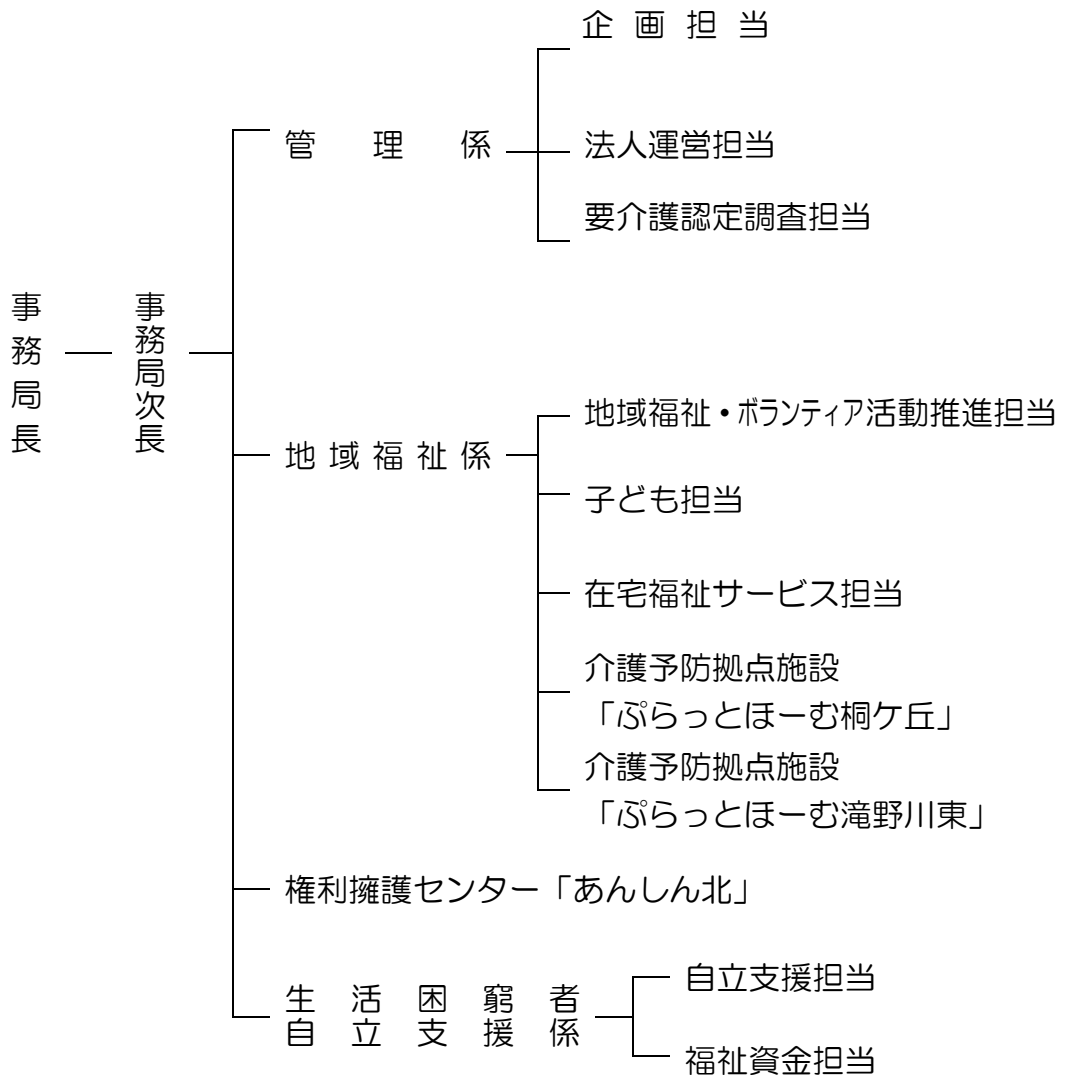 事務局長
事務局次長
管理係
企画担当
法人運営担当
要介護認定調査担当
地域福祉係
地域福祉・ボランティア活動推進担当
子ども担当
在宅福祉サービス担当
介護予防拠点施設
「ぷらっとほーむ桐ケ丘」
介護予防拠点施設
「ぷらっとほーむ滝野川東」
権利擁護センター「あんしん北」
生活困窮者
自立支援係
自立支援担当
福祉資金担当